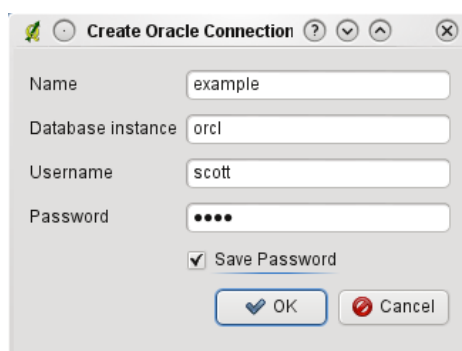 Create Oracle Connection
Name example
Database instance orcl
Username scott
Password ••••
Save Password
OK Cancel